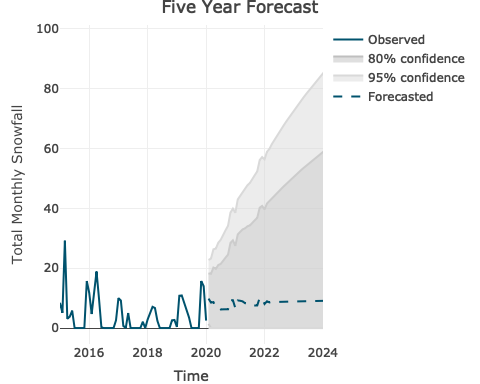 Five Year Forecast
100
80
60
40
20
0
Total Monthly Snowfall
2016
2018
2020
2022
2024
Time
Observed
80% confidence
95% confidence
Forecasted